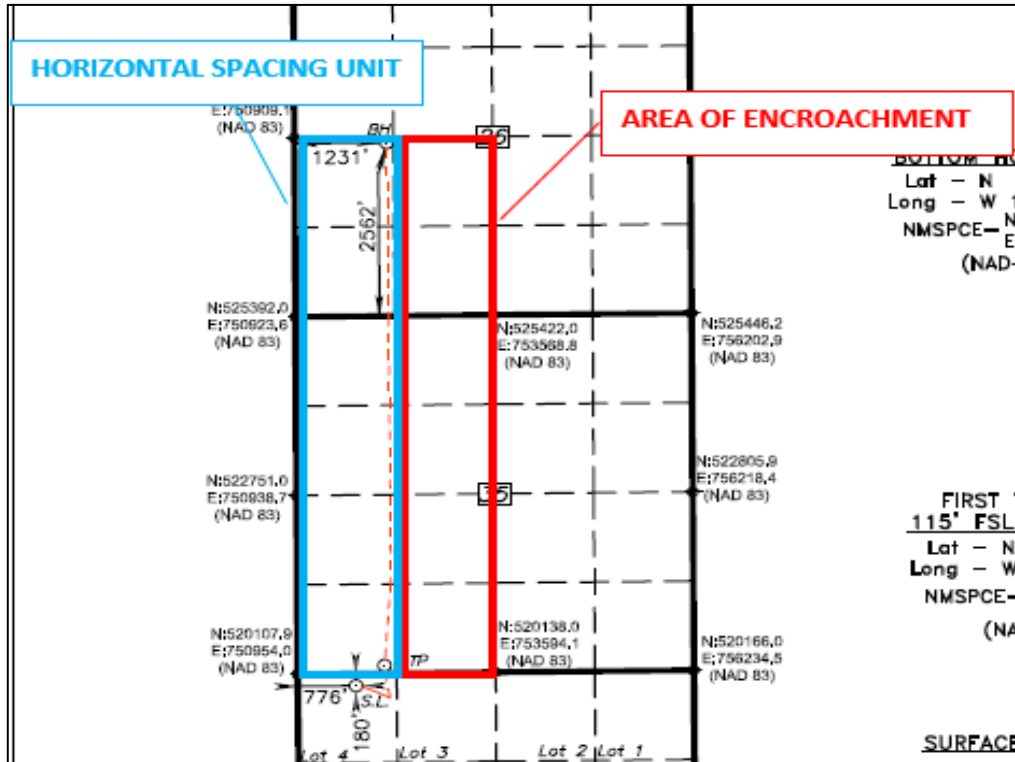 HORIZONTAL SPACING UNIT
AREA OF ENCROACHMENT
E:750909.1
(NAD 83)
BH
26
1231'
2562'
BOTTOM HO
Lat - N
Long - W 1
NMSPCE- N
E
(NAD-
N:525392.0
E:750923.6
(NAD 83)
N:525422.0
E:753568.8
(NAD 83)
N:525446.2
E:756202.9
(NAD 83)
N:522751.0
E:750938.7
(NAD 83)
35
N:522805.9
E:756218.4
(NAD 83)
FIRST
115' FSL
Lat - N
Long - W
NMSPCE-
(NA
N:520107.9
E:750954.0
(NAD 83)
TP
N:520138.0
E:753594.1
(NAD 83)
N:520166.0
E:756234.5
(NAD 83)
776'
S.L.
180'
Lot 4
Lot 3
Lot 2
Lot 1
SURFACE